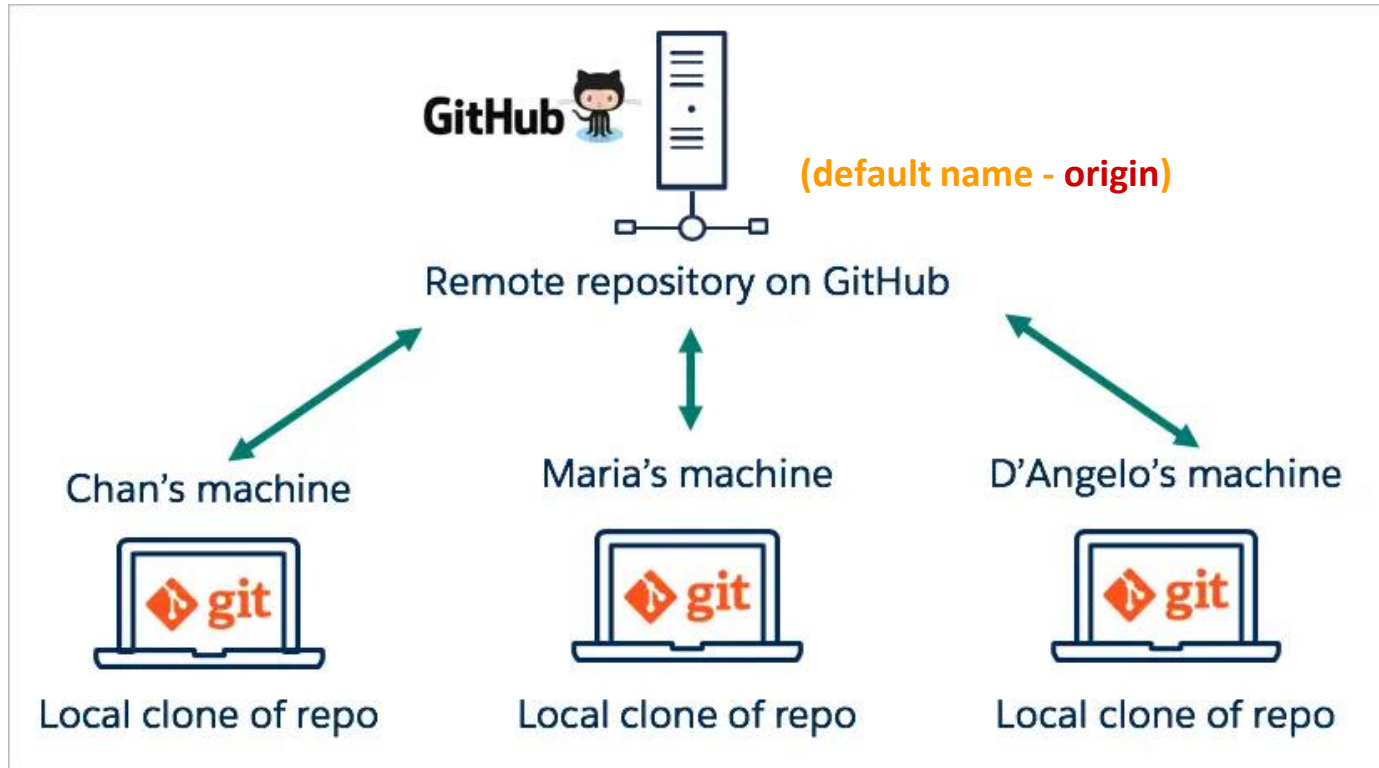 GitHub
(default name - origin)
Remote repository on GitHub
Chan's machine
Maria's machine
D'Angelo's machine
git
git
git
Local clone of repo
Local clone of repo
Local clone of repo